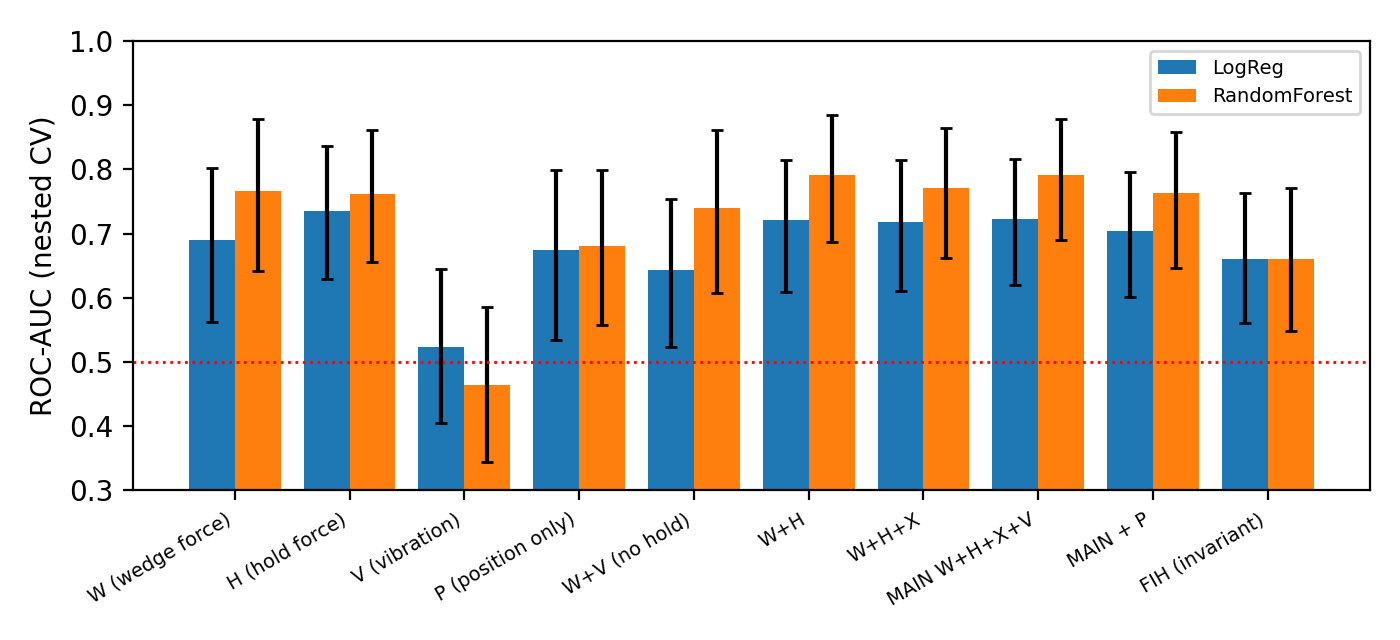 ROC-AUC (nested CV)
1.0
0.9
0.8
0.7
0.6
0.5
0.4
0.3
LogReg
RandomForest
W (wedge force)
H (hold force)
V (vibration)
P (position only)
W+V (no hold)
W+H
W+H+X
MAIN W+H+X+V
MAIN + P
FIH (invariant)